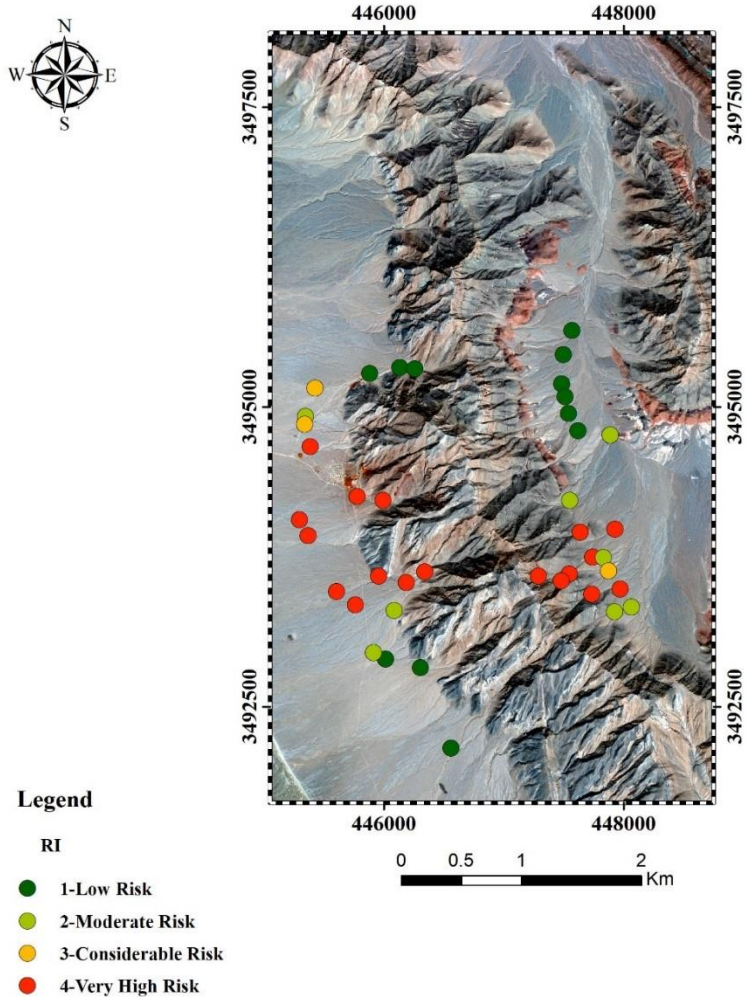 N
W E
S
446000 448000
3497500 3497500
3495000 3495000
3492500 3492500
446000 448000
Legend
RI
1-Low Risk
2-Moderate Risk
3-Considerable Risk
4-Very High Risk
0 0.5 1 2
Km